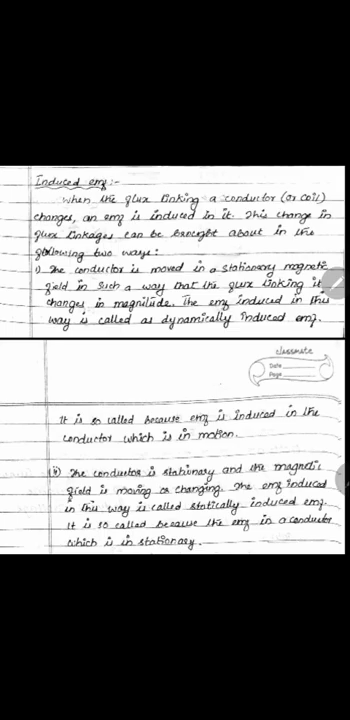 Induced emf:-
When the flux linking a conductor (or coil)
changes, an emf is induced in it. This change in
flux linkages can be brought about in the
following two ways:
i) The conductor is moved in a stationary magnetic
field in such a way that the flux linking it
changes in magnitude. The emf induced in this
way is called as dynamically induced emf.
classmate
Date
Page
It is so called because emf is induced in the
conductor which is in motion.
(ii) The conductor is stationary and the magnetic
field is moving or changing. The emf induced
in this way is called statically induced emf.
It is so called because the emf in a conductor
which is in stationary.